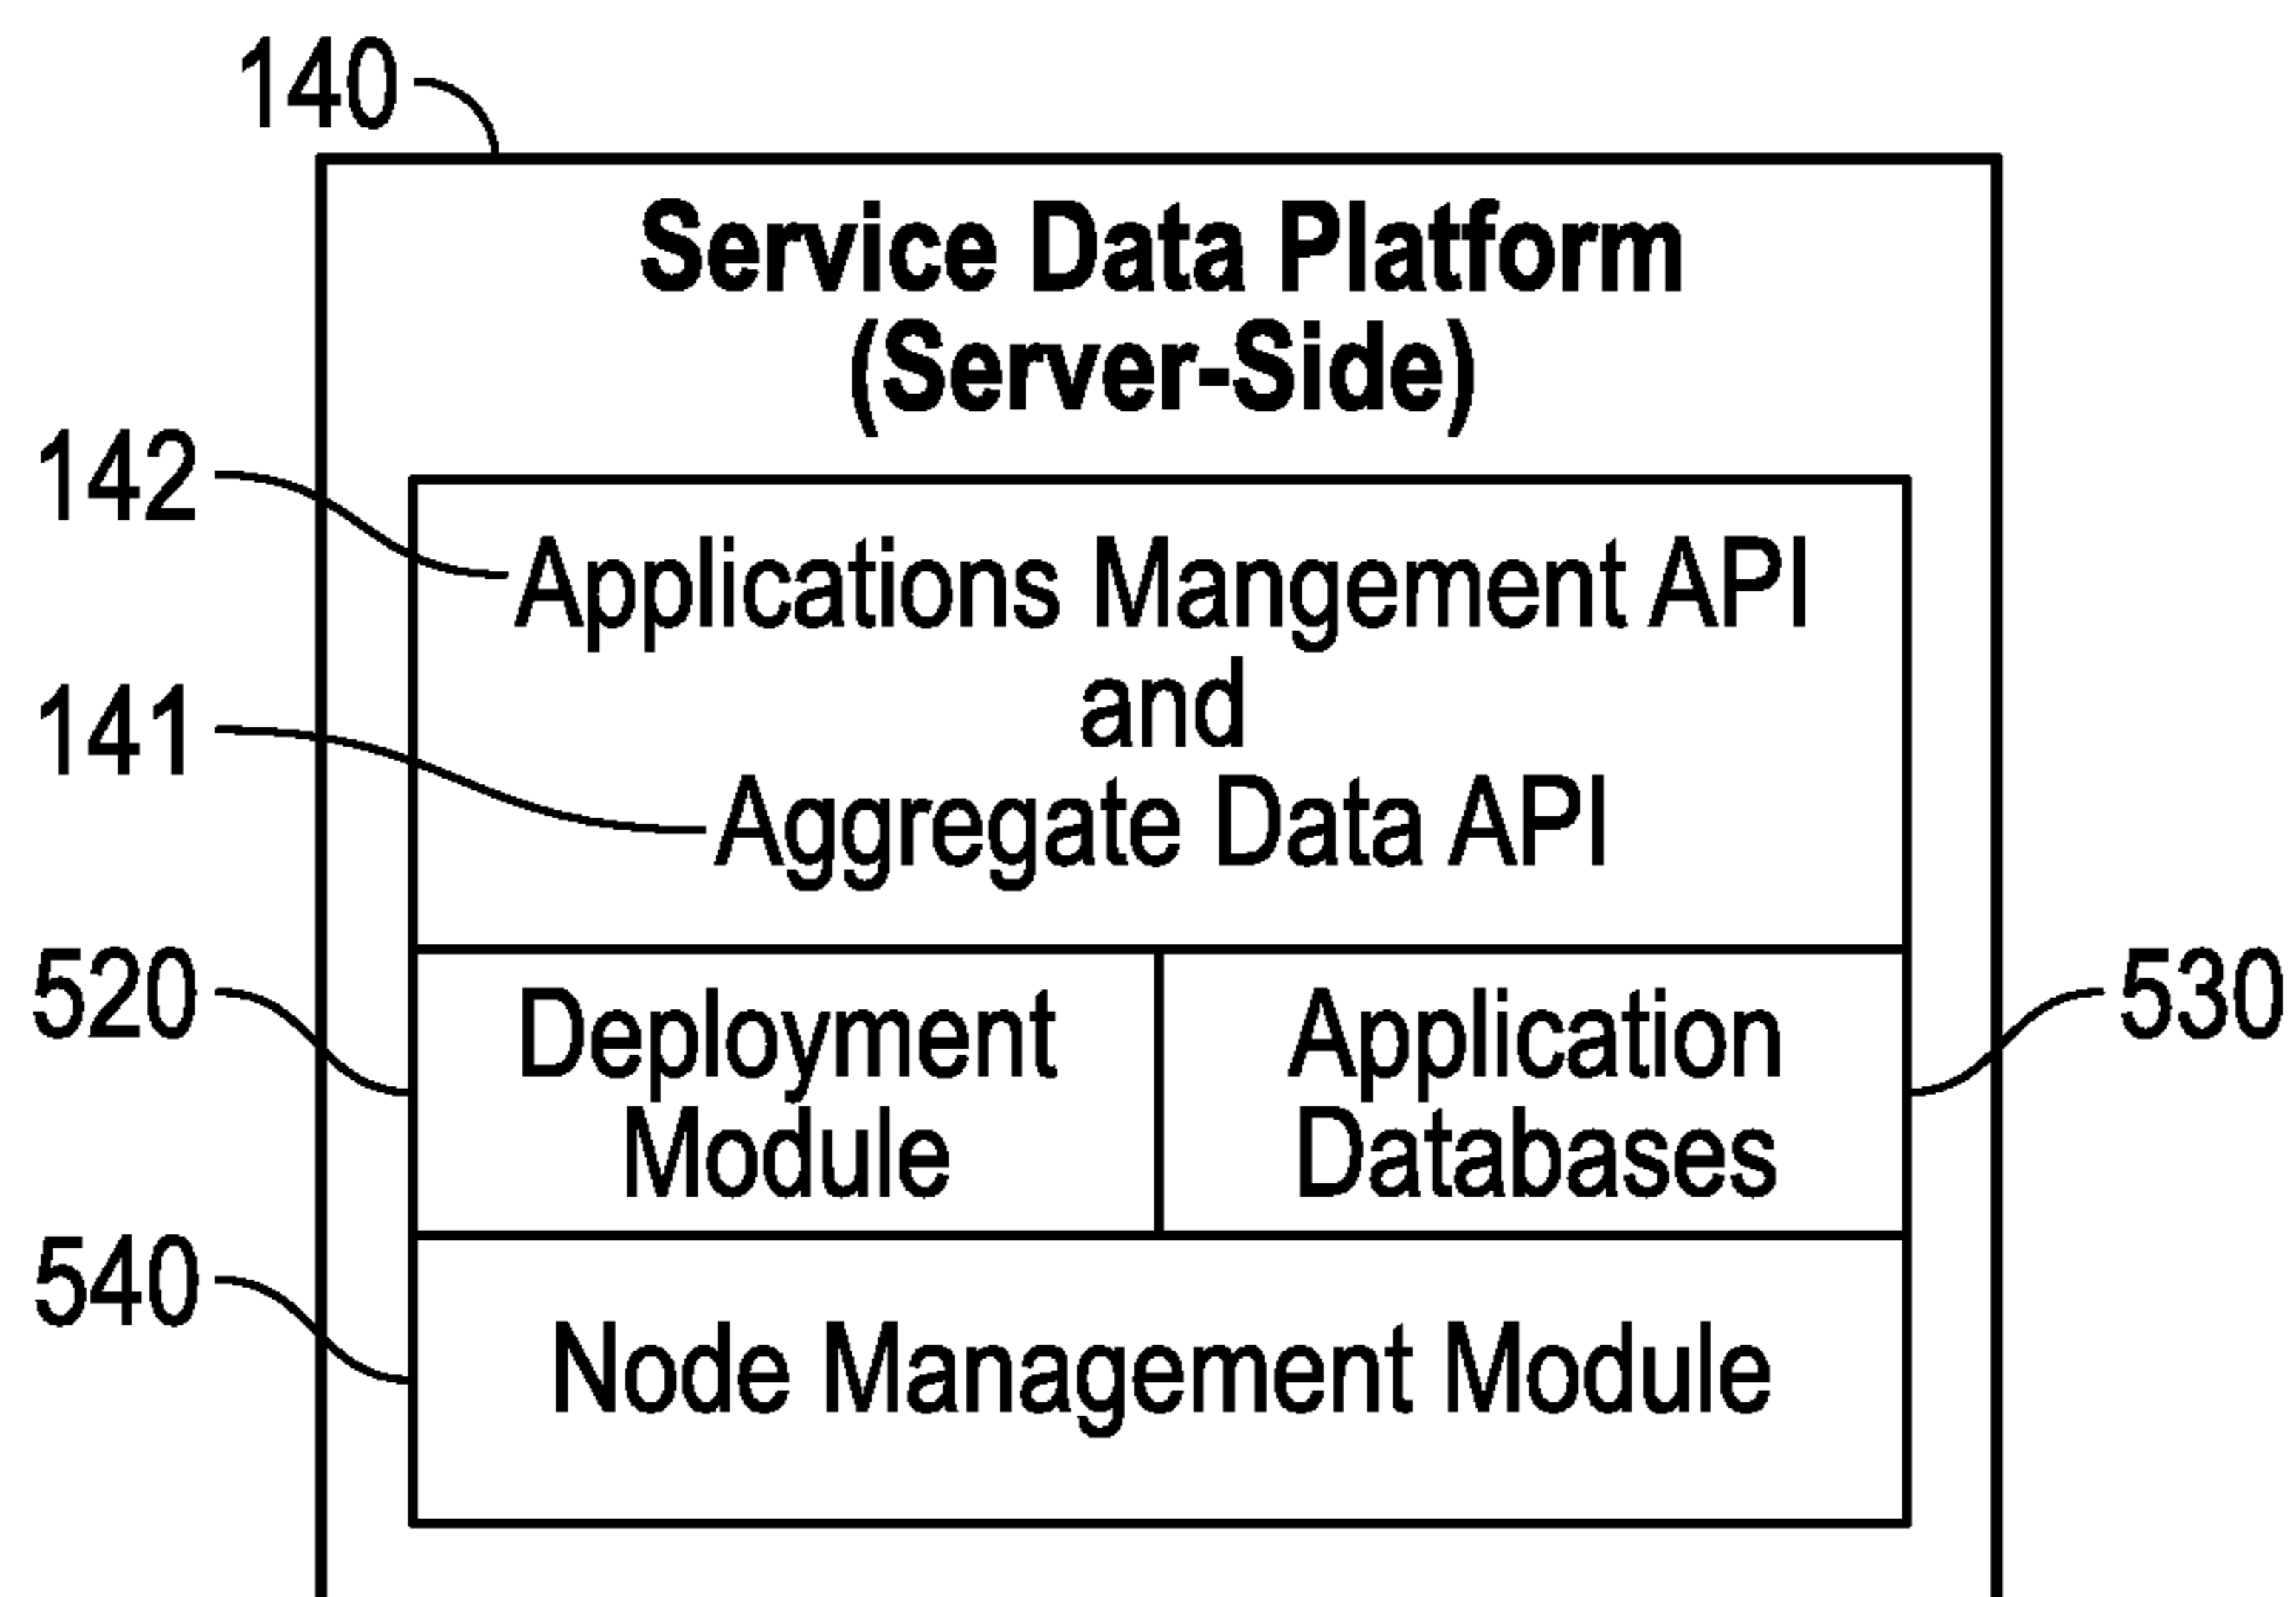 140
Service Data Platform
(Server-Side)
142
Applications Mangement API
and
141
Aggregate Data API
520
Deployment
Module
Application
Databases
530
540
Node Management Module